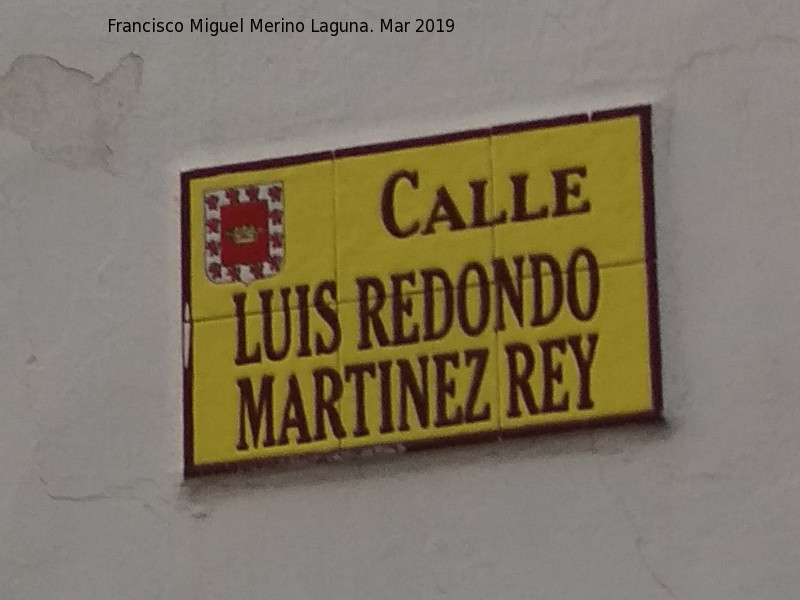 Francisco Miguel Merino Laguna. Mar 2019
CALLE
LUIS REDONDO
MARTINEZ REY